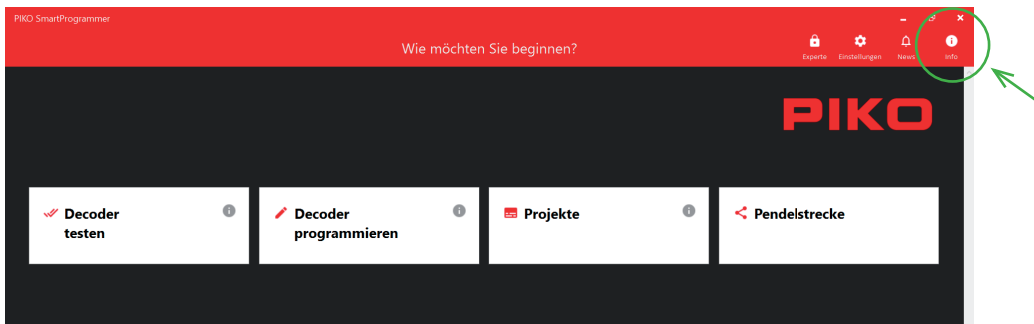 PIKO SmartProgrammer
Wie möchten Sie beginnen?
Experte
Einstellungen
News
Info
PIKO
Decoder
testen
Decoder
programmieren
Projekte
Pendelstrecke